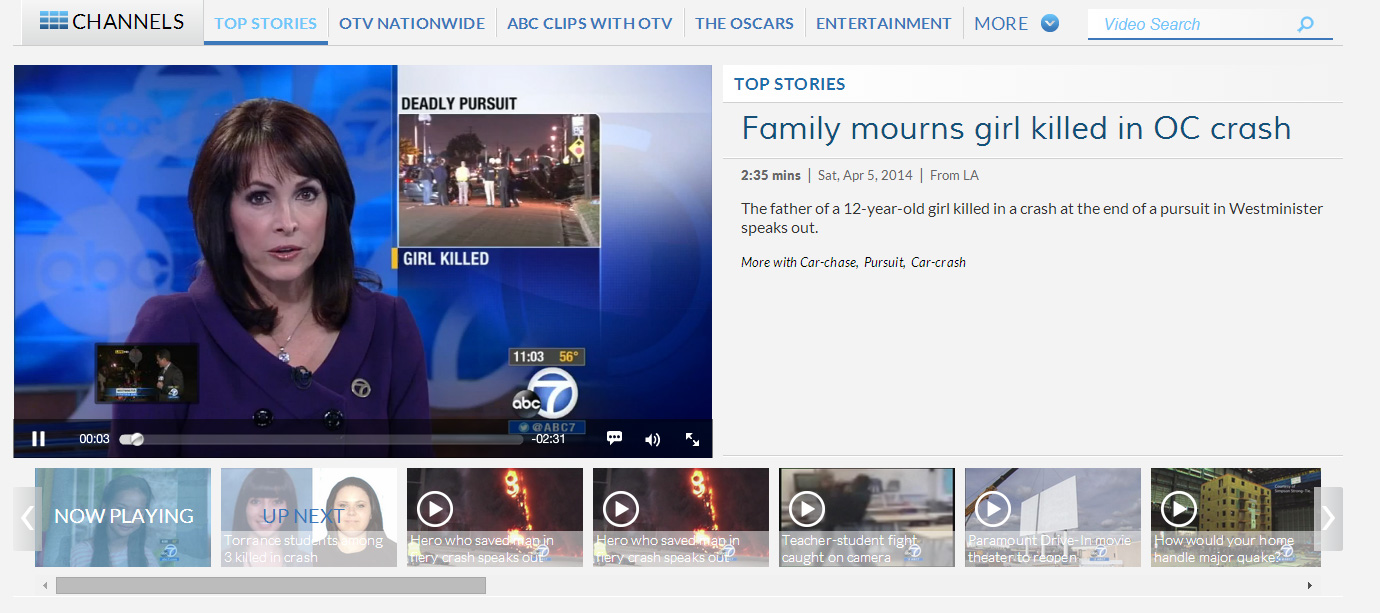 CHANNELS
TOP STORIES
OTV NATIONWIDE
ABC CLIPS WITH OTV
THE OSCARS
ENTERTAINMENT
MORE
Video Search
DEADLY PURSUIT
GIRL KILLED
abc
abc
abc
11:03 56°
abc 7
@ABC7
00:03
-02:31
TOP STORIES
Family mourns girl killed in OC crash
2:35 mins | Sat, Apr 5, 2014 | From LA
The father of a 12-year-old girl killed in a crash at the end of a pursuit in Westminister
speaks out.
More with Car-chase, Pursuit, Car-crash
NOW PLAYING
UP NEXT
Torrance students among
3 killed in crash
Hero who saved man in
fiery crash speaks out
Hero who saved man in
fiery crash speaks out
Teacher-student fight
caught on camera
Paramount Drive-In movie
theater to reopen
How would your home
handle major quake?